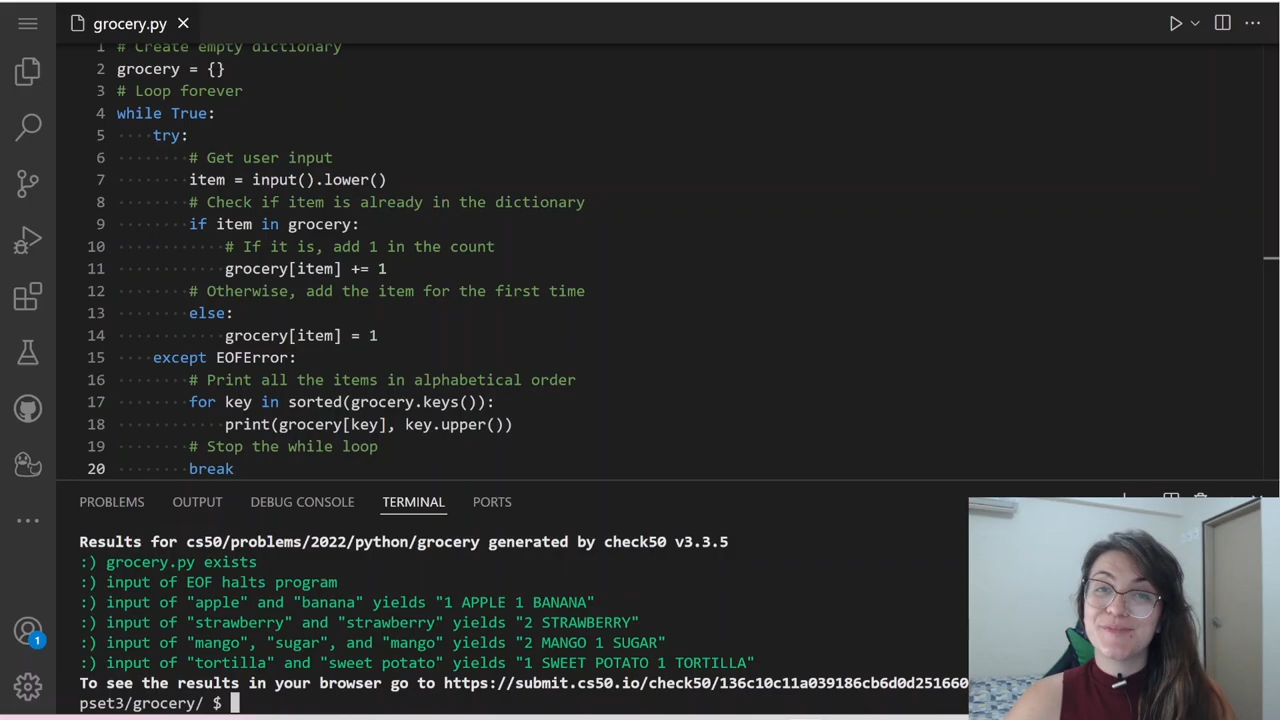 grocery.py
1 # Create empty dictionary
2 grocery = {}
3 # Loop forever
4 while True:
5 ····try:
6 ········# Get user input
7 ········item = input().lower()
8 ········# Check if item is already in the dictionary
9 ········if item in grocery:
10 ············# If it is, add 1 in the count
11 ············grocery[item] += 1
12 ········# Otherwise, add the item for the first time
13 ········else:
14 ············grocery[item] = 1
15 ····except EOFError:
16 ········# Print all the items in alphabetical order
17 ········for key in sorted(grocery.keys()):
18 ············print(grocery[key], key.upper())
19 ········# Stop the while loop
20 ········break
PROBLEMS OUTPUT DEBUG CONSOLE TERMINAL PORTS
Results for cs50/problems/2022/python/grocery generated by check50 v3.3.5
:) grocery.py exists
:) input of EOF halts program
:) input of "apple" and "banana" yields "1 APPLE 1 BANANA"
:) input of "strawberry" and "strawberry" yields "2 STRAWBERRY"
:) input of "mango", "sugar", and "mango" yields "2 MANGO 1 SUGAR"
:) input of "tortilla" and "sweet potato" yields "1 SWEET POTATO 1 TORTILLA"
To see the results in your browser go to https://submit.cs50.io/check50/136c10c11a039186cb6d0d251660
pset3/grocery/ $
1